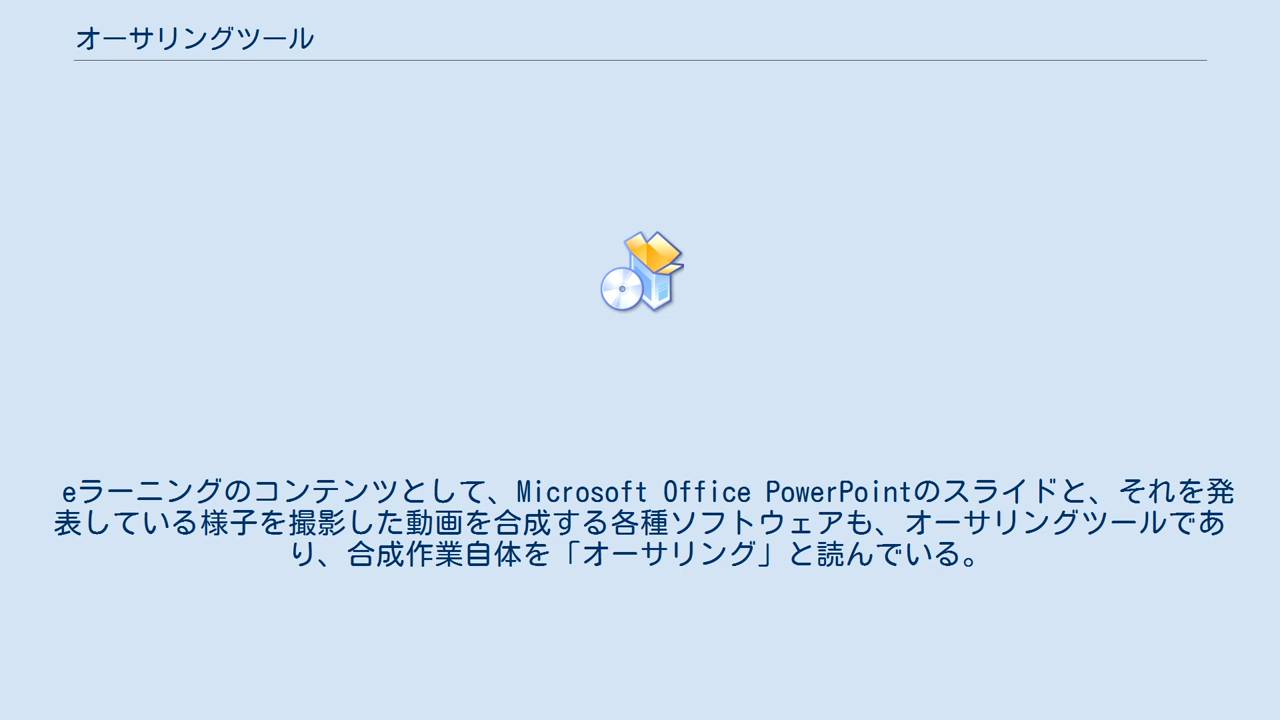 オーサリングツール
eラーニングのコンテンツとして、Microsoft Office PowerPointのスライドと、それを発
表している様子を撮影した動画を合成する各種ソフトウェアも、オーサリングツールであ
り、合成作業自体を「オーサリング」と読んでいる。